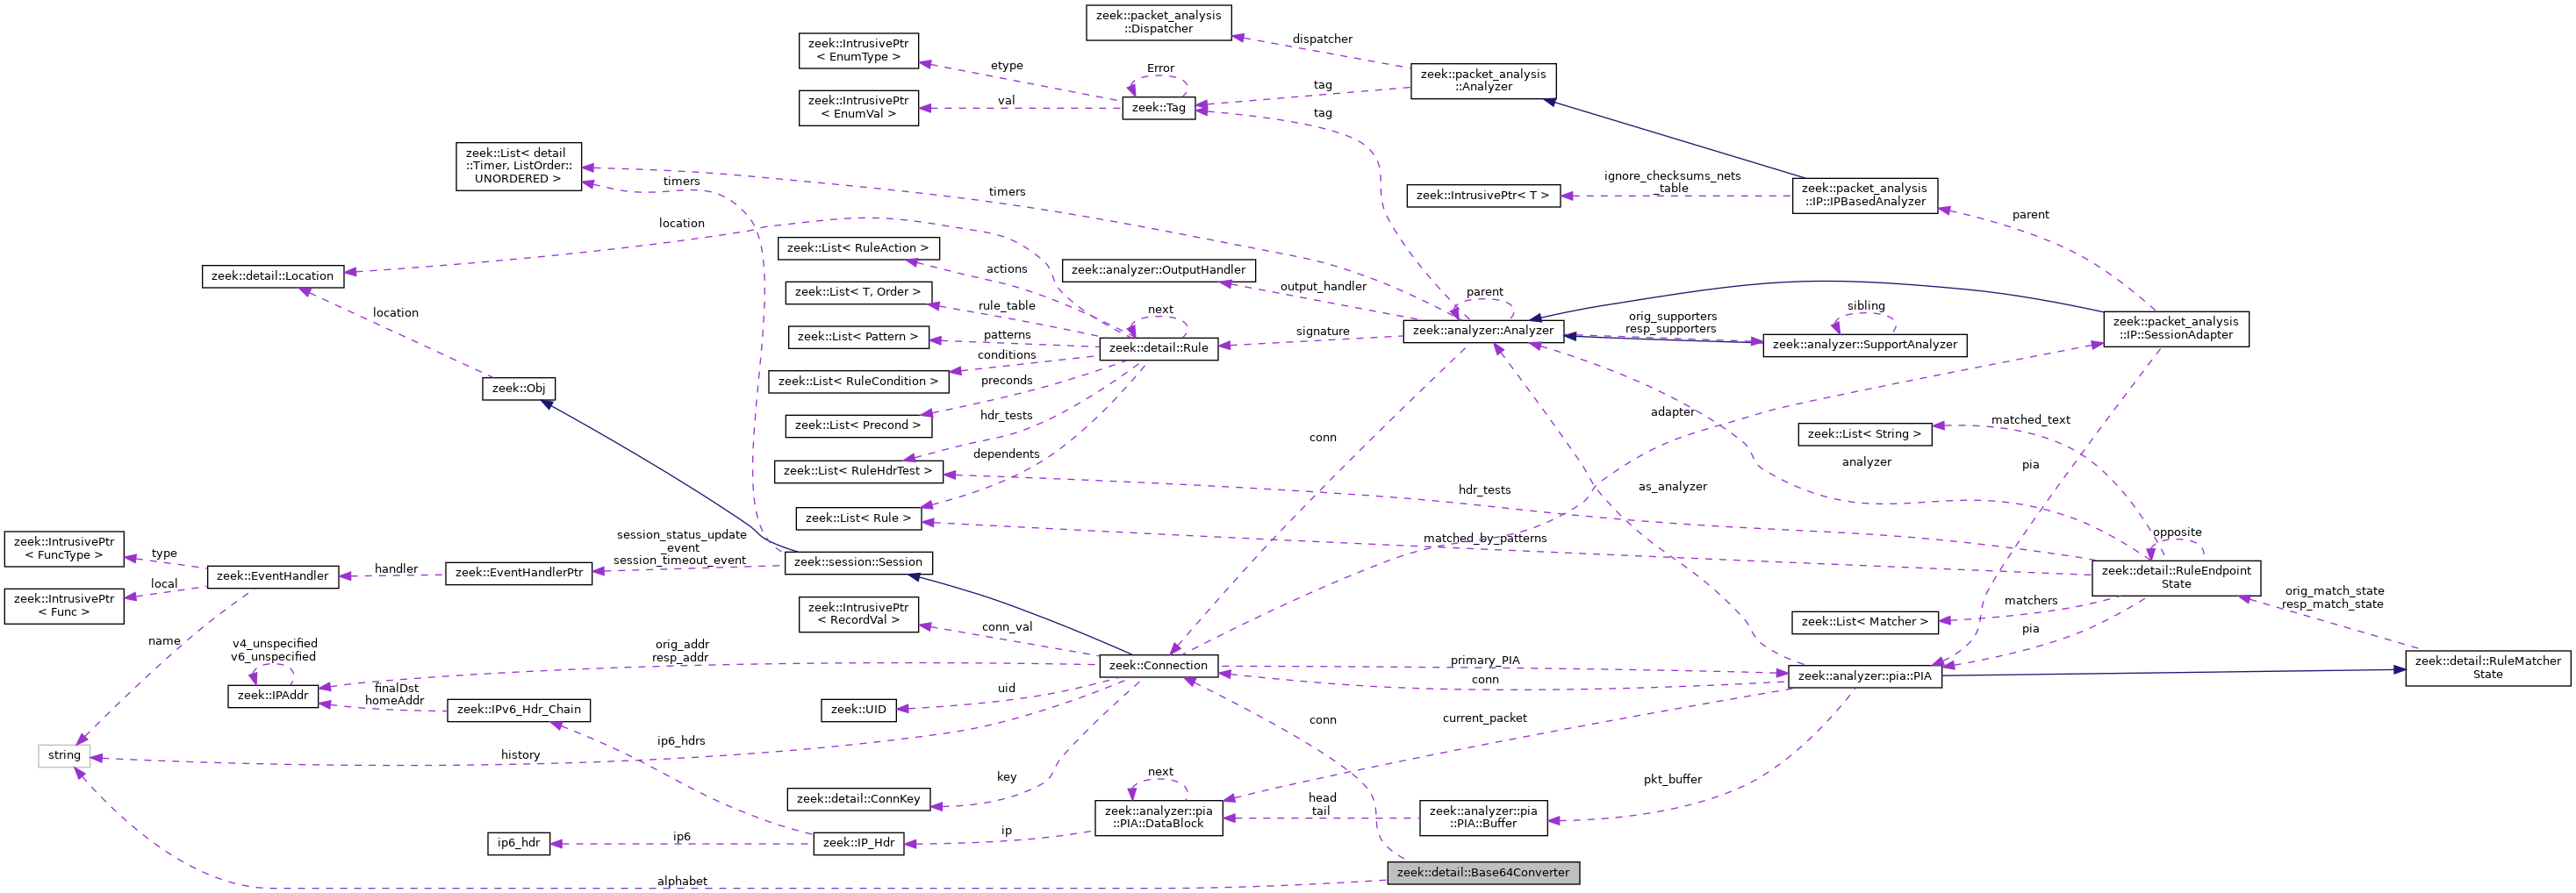 zeek::packet_analysis
::Dispatcher
zeek::IntrusivePtr
< EnumType >
dispatcher
etype
Error
zeek::packet_analysis
::Analyzer
zeek::IntrusivePtr
< EnumVal >
val
zeek::Tag
tag
tag
zeek::List< detail
::Timer, ListOrder::
UNORDERED >
timers
timers
zeek::IntrusivePtr< T >
ignore_checksums_nets
_table
zeek::packet_analysis
::IP::IPBasedAnalyzer
parent
location
zeek::List< RuleAction >
actions
zeek::detail::Location
zeek::analyzer::OutputHandler
output_handler
zeek::List< T, Order >
rule_table
parent
next
sibling
location
zeek::List< Pattern >
patterns
signature
zeek::analyzer::Analyzer
orig_supporters
resp_supporters
zeek::analyzer::SupportAnalyzer
zeek::packet_analysis
::IP::SessionAdapter
zeek::detail::Rule
conditions
zeek::List< RuleCondition >
preconds
zeek::Obj
zeek::List< Precond >
hdr_tests
adapter
matched_text
conn
zeek::List< String >
dependents
zeek::List< RuleHdrTest >
analyzer
pia
hdr_tests
as_analyzer
zeek::List< Rule >
session_status_update
_event
session_timeout_event
matched_by_patterns
opposite
zeek::IntrusivePtr
< FuncType >
type
zeek::EventHandler
handler
zeek::EventHandlerPtr
zeek::session::Session
zeek::detail::RuleEndpoint
State
local
zeek::IntrusivePtr
< Func >
zeek::IntrusivePtr
< RecordVal >
conn_val
matchers
zeek::List< Matcher >
orig_match_state
resp_match_state
name
v4_unspecified
v6_unspecified
orig_addr
resp_addr
pia
zeek::Connection
primary_PIA
conn
zeek::analyzer::pia::PIA
zeek::detail::RuleMatcher
State
zeek::IPAddr
finalDst
homeAddr
zeek::IPv6_Hdr_Chain
uid
zeek::UID
conn
current_packet
string
history
ip6_hdrs
key
next
pkt_buffer
zeek::detail::ConnKey
zeek::analyzer::pia
::PIA::DataBlock
head
tail
zeek::analyzer::pia
::PIA::Buffer
ip6_hdr
ip6
zeek::IP_Hdr
ip
zeek::detail::Base64Converter
alphabet